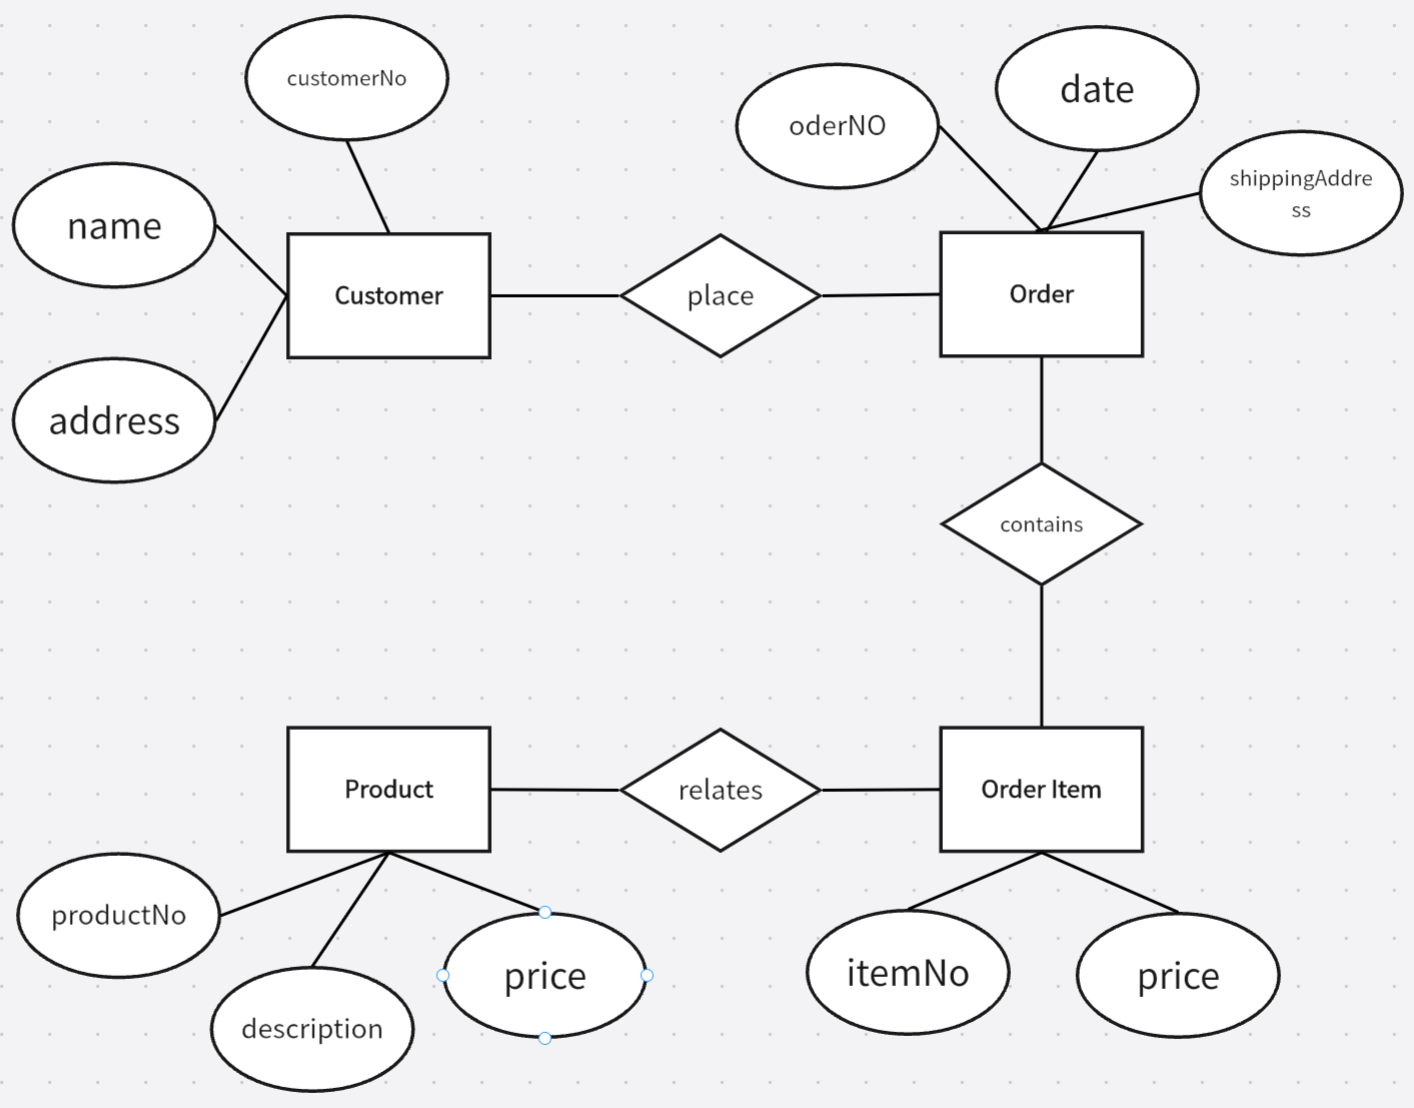 customerNo
date
oderNO
shippingAddre
ss
name
Customer
place
Order
address
contains
Product
relates
Order Item
productNo
price
itemNo
price
description